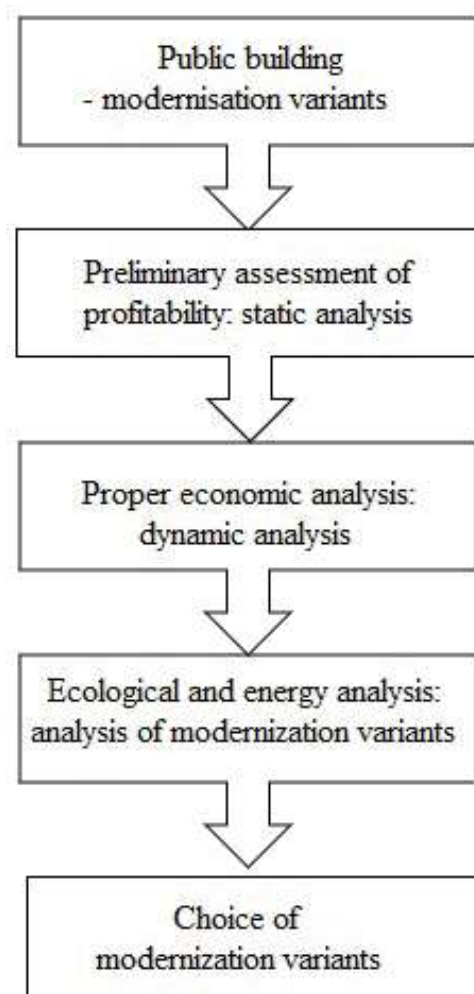 Public building
- modernisation variants
Preliminary assessment of
profitability: static analysis
Proper economic analysis:
dynamic analysis
Ecological and energy analysis:
analysis of modernization variants
Choice of
modernization variants